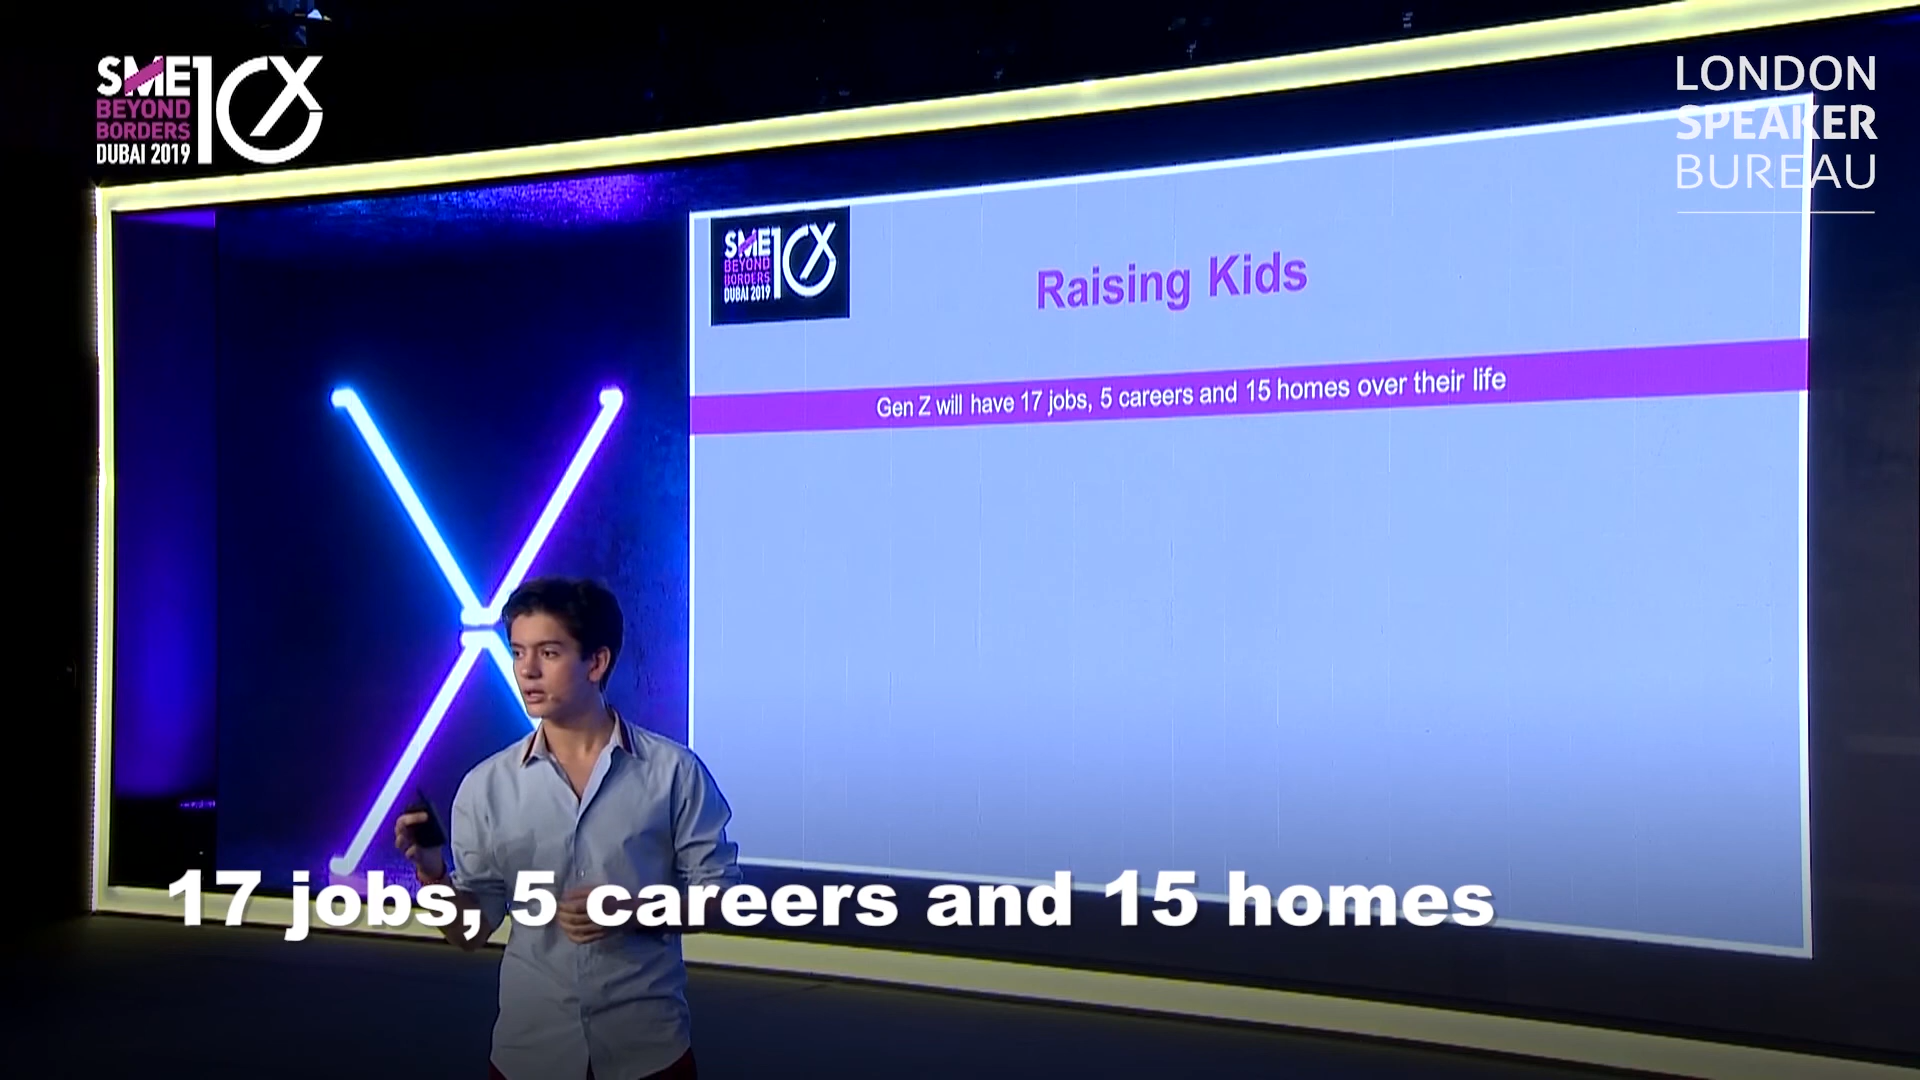 SME 10X
BEYOND
BORDERS
DUBAI 2019
LONDON
SPEAKER
BUREAU
SME 10X
BEYOND
BORDERS
DUBAI 2019
Raising Kids
Gen Z will have 17 jobs, 5 careers and 15 homes over their life
17 jobs, 5 careers and 15 homes